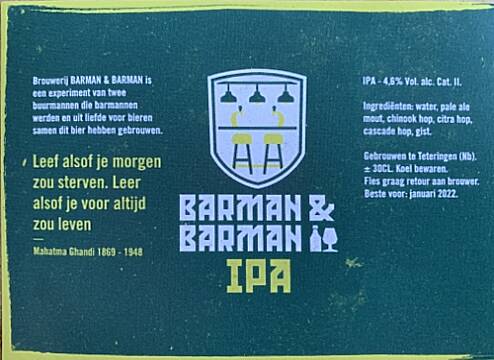 Brouwerij BARMAN & BARMAN is
een experiment van twee
buurmannen die barmannen
werden en uit liefde voor bieren
samen dit bier hebben gebrouwen.
Leef alsof je morgen
zou sterven. Leer
alsof je voor altijd
zou leven
Mahatma Ghandi 1869 - 1948
BARMAN &
BARMAN
IPA
IPA - 4,6% Vol. alc. Cat. II.
Ingrediënten: water, pale ale
mout, chinook hop, citra hop,
cascade hop, gist.
Gebrouwen te Teteringen (Nb).
± 30CL. Koel bewaren.
Fles graag retour aan brouwer.
Beste voor: januari 2022.